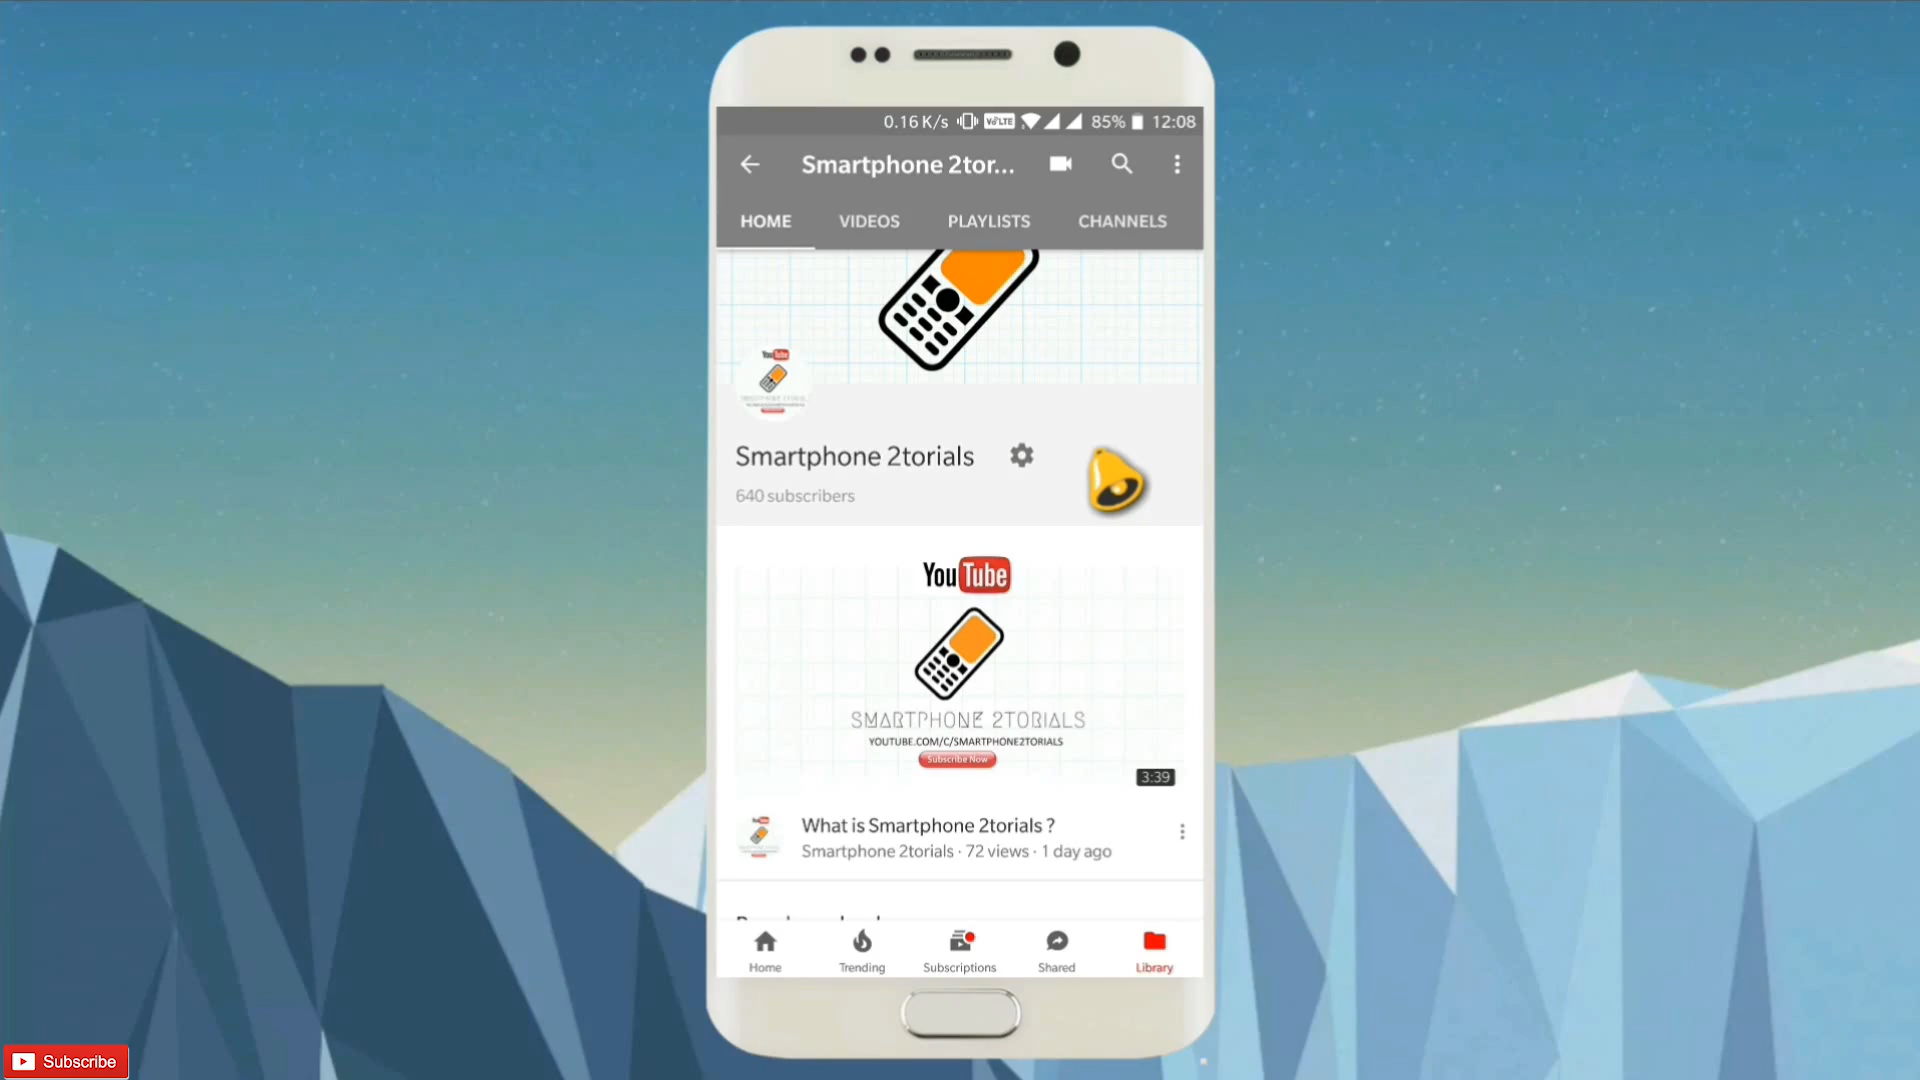 0.16 K/s VoLTE 85% 12:08
Smartphone 2tor...
HOME VIDEOS PLAYLISTS CHANNELS
YouTube
Smartphone 2torials
640 subscribers
YouTube
SMARTPHONE 2TORIALS
YOUTUBE.COM/C/SMARTPHONE2TORIALS
Subscribe Now
3:39
What is Smartphone 2torials ?
Smartphone 2torials · 72 views · 1 day ago
Home Trending Subscriptions Shared Library
Subscribe